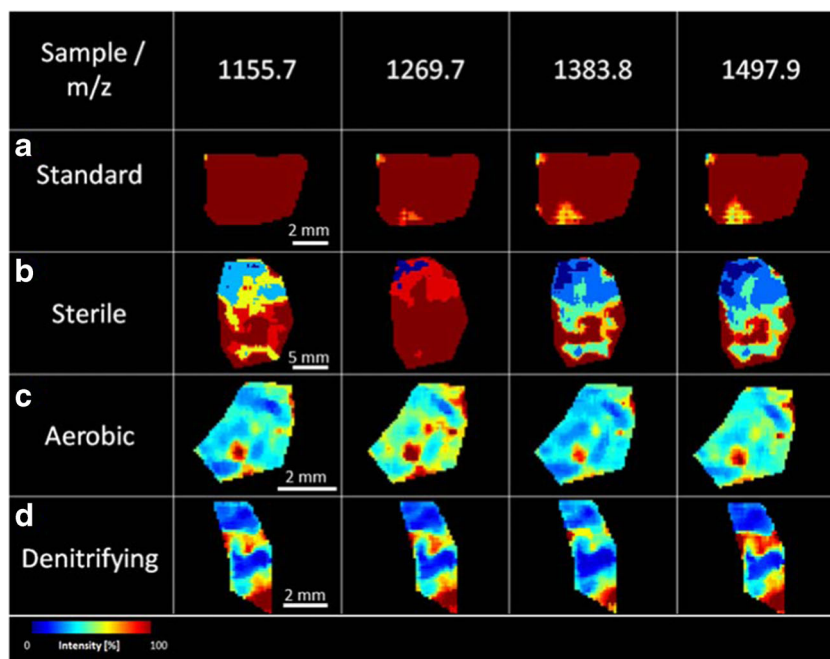 Sample / m/z 1155.7 1269.7 1383.8 1497.9
a
Standard
2 mm
b
Sterile
5 mm
c
Aerobic
2 mm
d
Denitrifying
2 mm
0 Intensity [%] 100